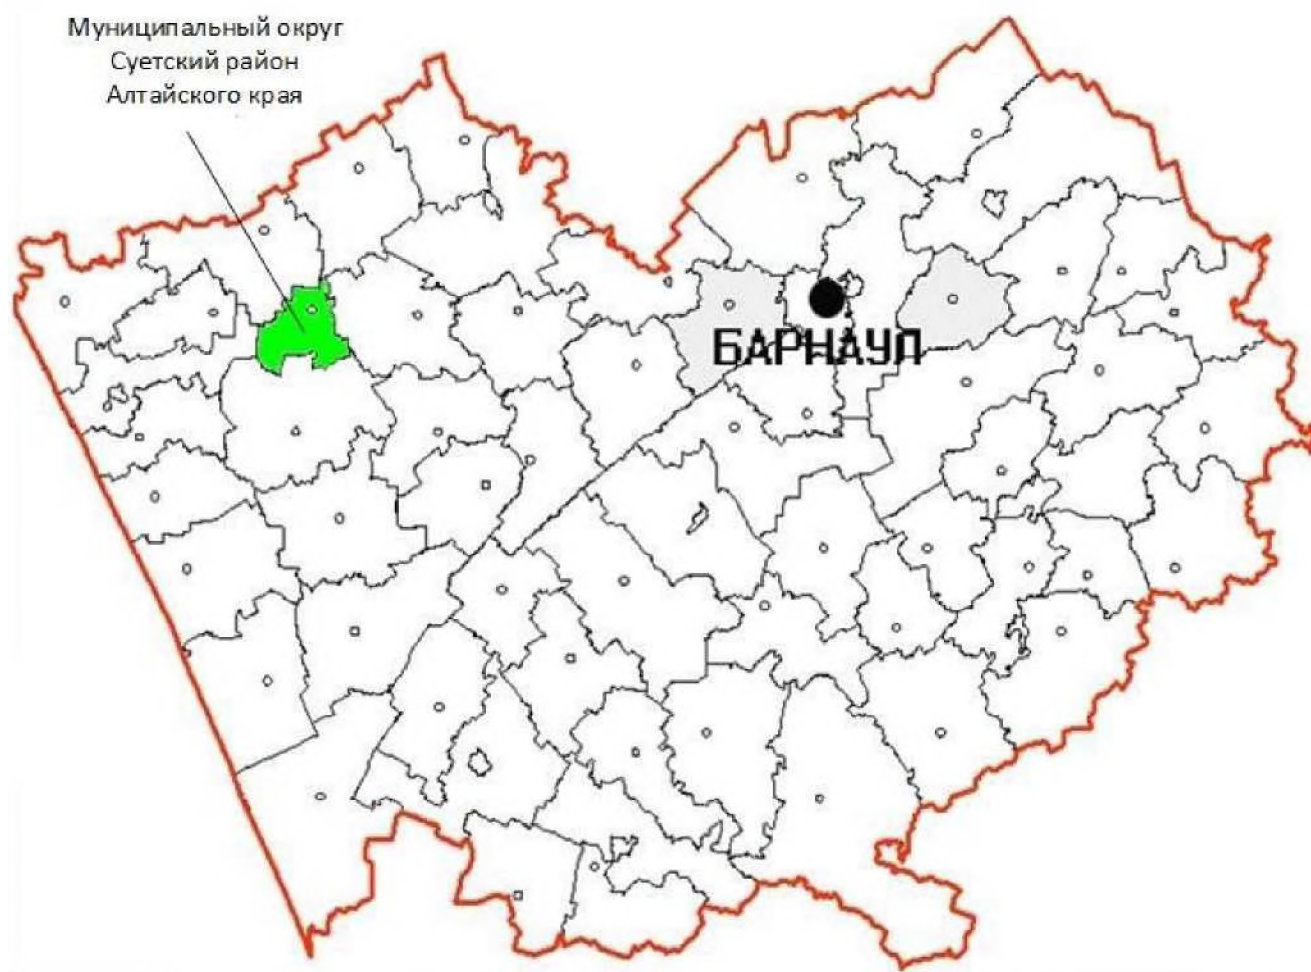 Муниципальный округ
Суетский район
Алтайского края
БАРНАУЛ